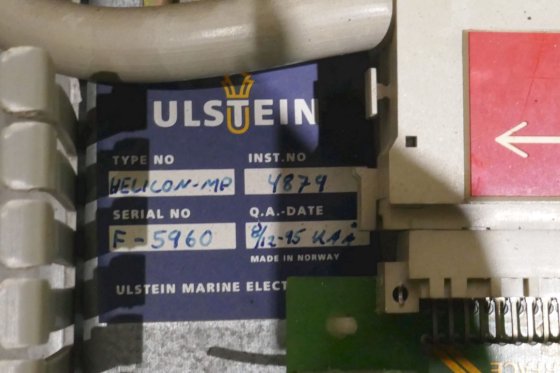 ULSTEIN
TYPE NO INST.NO
HELICON-MP 4879
SERIAL NO Q.A.-DATE
F-5960 8/12-95 KAA
MADE IN NORWAY
ULSTEIN MARINE ELECT